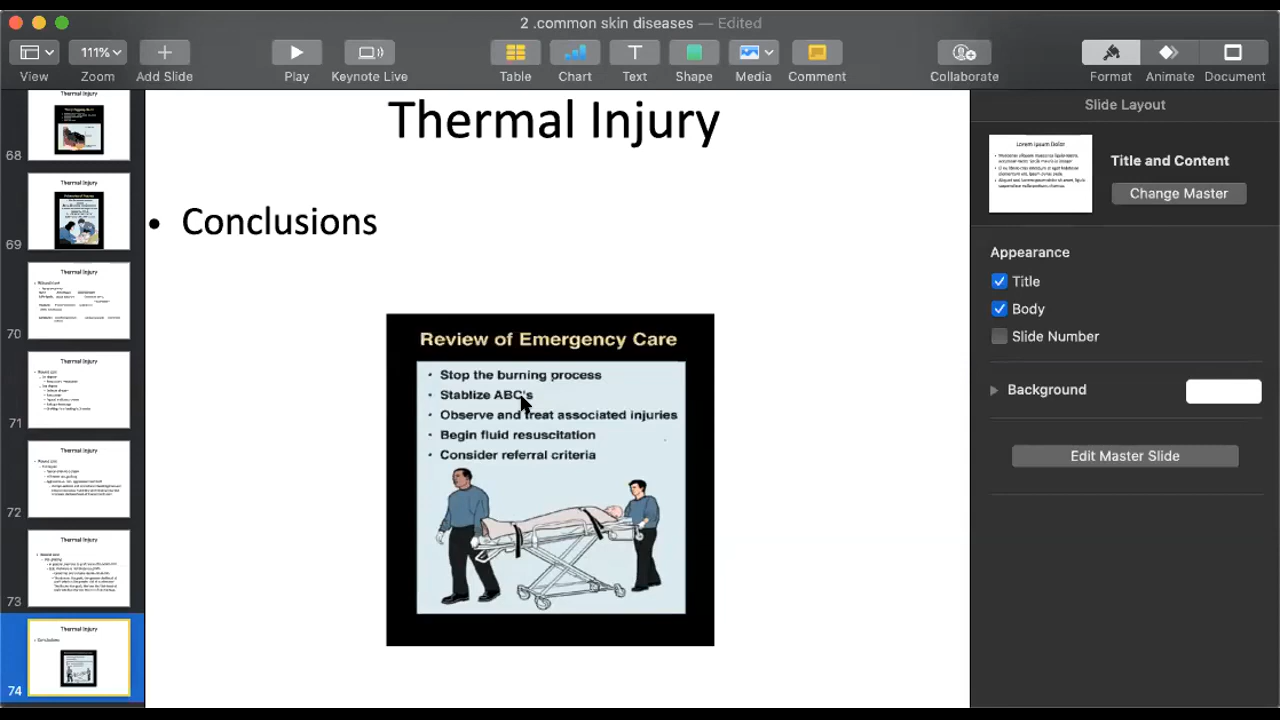 2 .common skin diseases — Edited
View
111%
Zoom
Add Slide
Play
Keynote Live
Table
Chart
Text
Shape
Media
Comment
Collaborate
Format
Animate
Document
Thermal Injury
68
Thermal Injury
69
Thermal Injury
70
Thermal Injury
71
Thermal Injury
72
Thermal Injury
73
Thermal Injury
Conclusions
74
Thermal Injury
• Conclusions
Review of Emergency Care
• Stop the burning process
• Stablize ABC's
• Observe and treat associated injuries
• Begin fluid resuscitation
• Consider referral criteria
Slide Layout
Lorem Ipsum Dolor
Title and Content
Change Master
Appearance
Title
Body
Slide Number
Background
Edit Master Slide